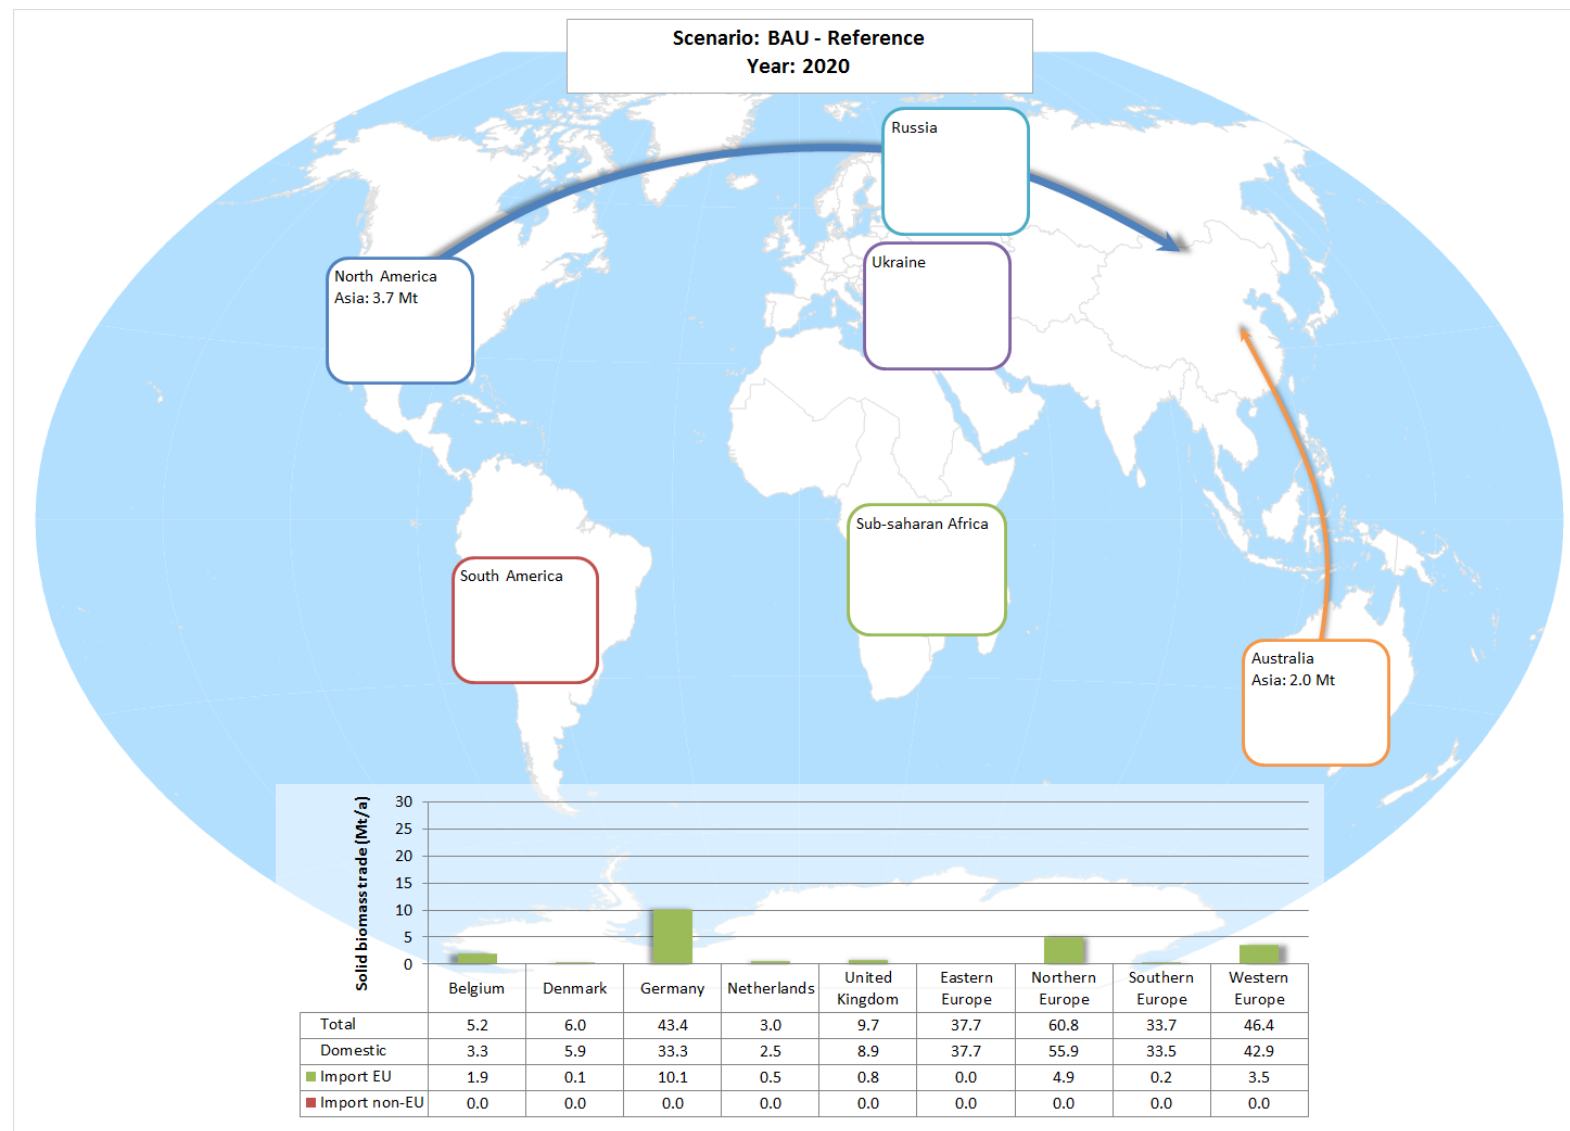 Scenario: BAU - Reference
Year: 2020
Russia
Ukraine
North America
Asia: 3.7 Mt
Sub-saharan Africa
South America
Australia
Asia: 2.0 Mt
Solid biomass trade (Mt/a)
30
25
20
15
10
5
0
Belgium Denmark Germany Netherlands United Kingdom Eastern Europe Northern Europe Southern Europe Western Europe
Total 5.2 6.0 43.4 3.0 9.7 37.7 60.8 33.7 46.4
Domestic 3.3 5.9 33.3 2.5 8.9 37.7 55.9 33.5 42.9
Import EU 1.9 0.1 10.1 0.5 0.8 0.0 4.9 0.2 3.5
Import non-EU 0.0 0.0 0.0 0.0 0.0 0.0 0.0 0.0 0.0